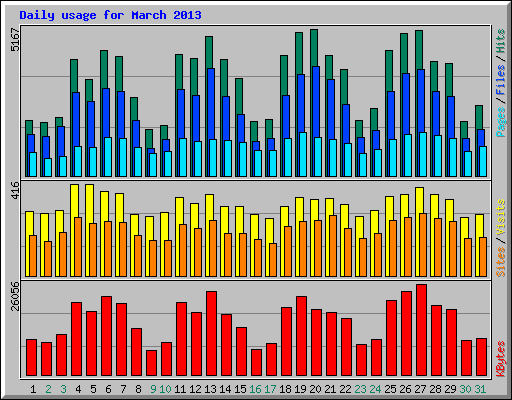 Daily usage for March 2013
5167
Pages / Files / Hits
416
Sites / Visits
26056
KBytes
1 2 3 4 5 6 7 8 9 10 11 12 13 14 15 16 17 18 19 20 21 22 23 24 25 26 27 28 29 30 31